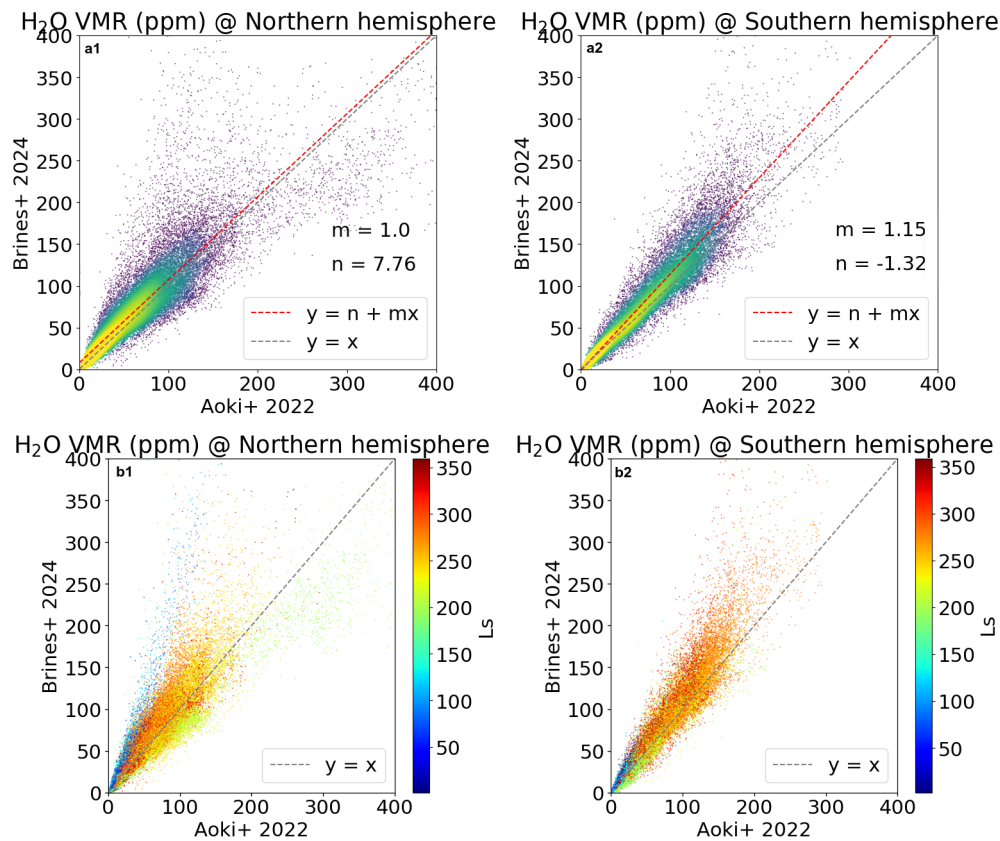 H₂O VMR (ppm) @ Northern hemisphere
a1
400
350
300
250
200
150
100
50
0
Brines+ 2024
m = 1.0
n = 7.76
y = n + mx
y = x
0 100 200 300 400
Aoki+ 2022
H₂O VMR (ppm) @ Southern hemisphere
a2
400
350
300
250
200
150
100
50
0
Brines+ 2024
m = 1.15
n = -1.32
y = n + mx
y = x
0 100 200 300 400
Aoki+ 2022
H₂O VMR (ppm) @ Northern hemisphere
b1
400
350
300
250
200
150
100
50
0
Brines+ 2024
y = x
0 100 200 300 400
Aoki+ 2022
350
300
250
200
150
100
50
Ls
H₂O VMR (ppm) @ Southern hemisphere
b2
400
350
300
250
200
150
100
50
0
Brines+ 2024
y = x
0 100 200 300 400
Aoki+ 2022
350
300
250
200
150
100
50
Ls